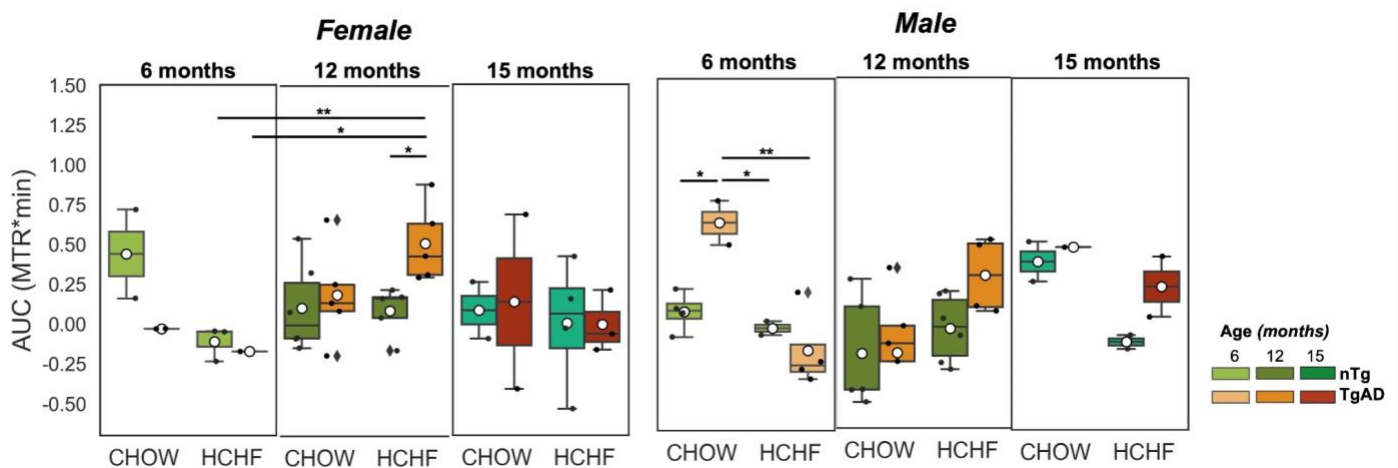 Female
Male
6 months
12 months
15 months
6 months
12 months
15 months
AUC (MTR*min)
1.50
1.25
1.00
0.75
0.50
0.25
0.00
-0.25
-0.50
**
*
*
**
*
*
CHOW
HCHF
CHOW
HCHF
CHOW
HCHF
CHOW
HCHF
CHOW
HCHF
CHOW
HCHF
Age (months)
6 12 15
nTg
TgAD